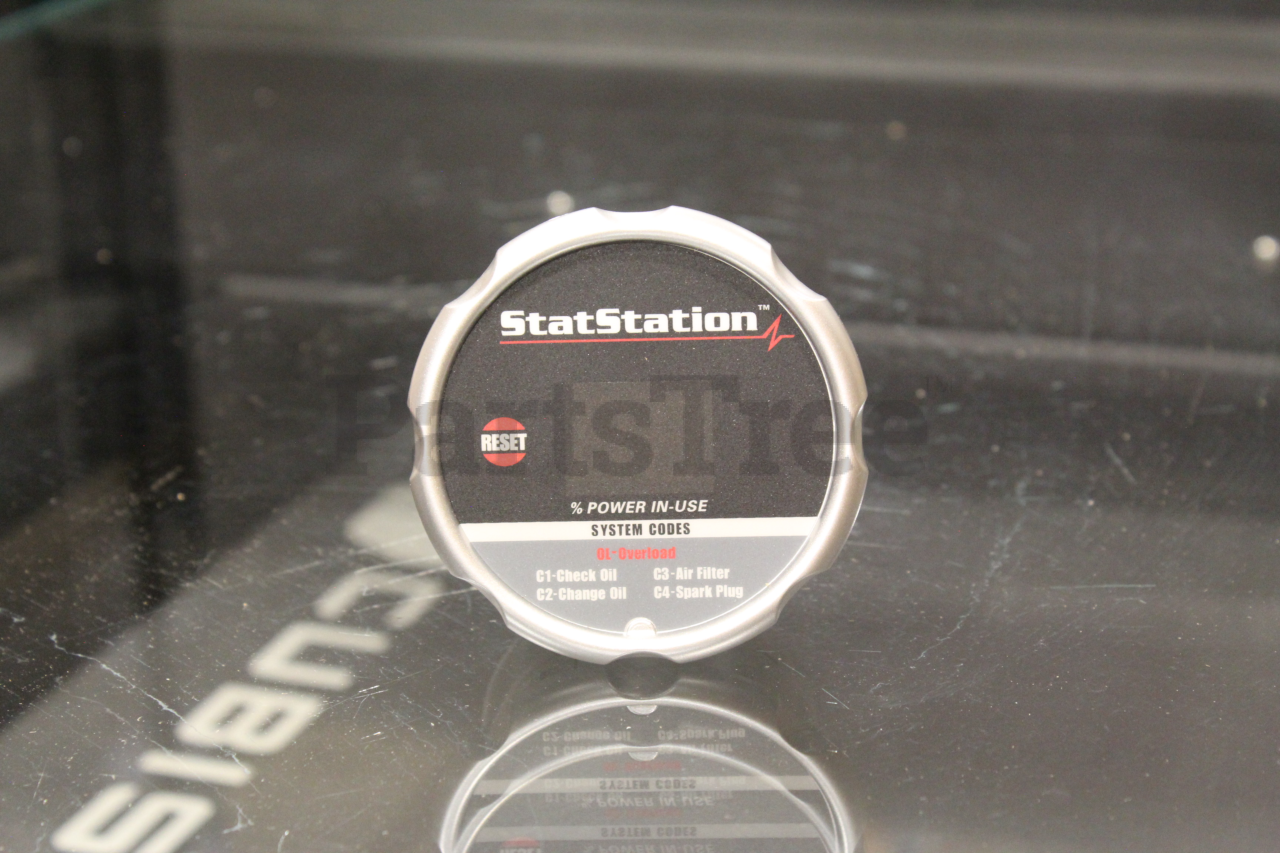 StatStation™
PartsTree
RESET
% POWER IN-USE
SYSTEM CODES
OL-Overload
C1-Check Oil C3-Air Filter
C2-Change Oil C4-Spark Plug